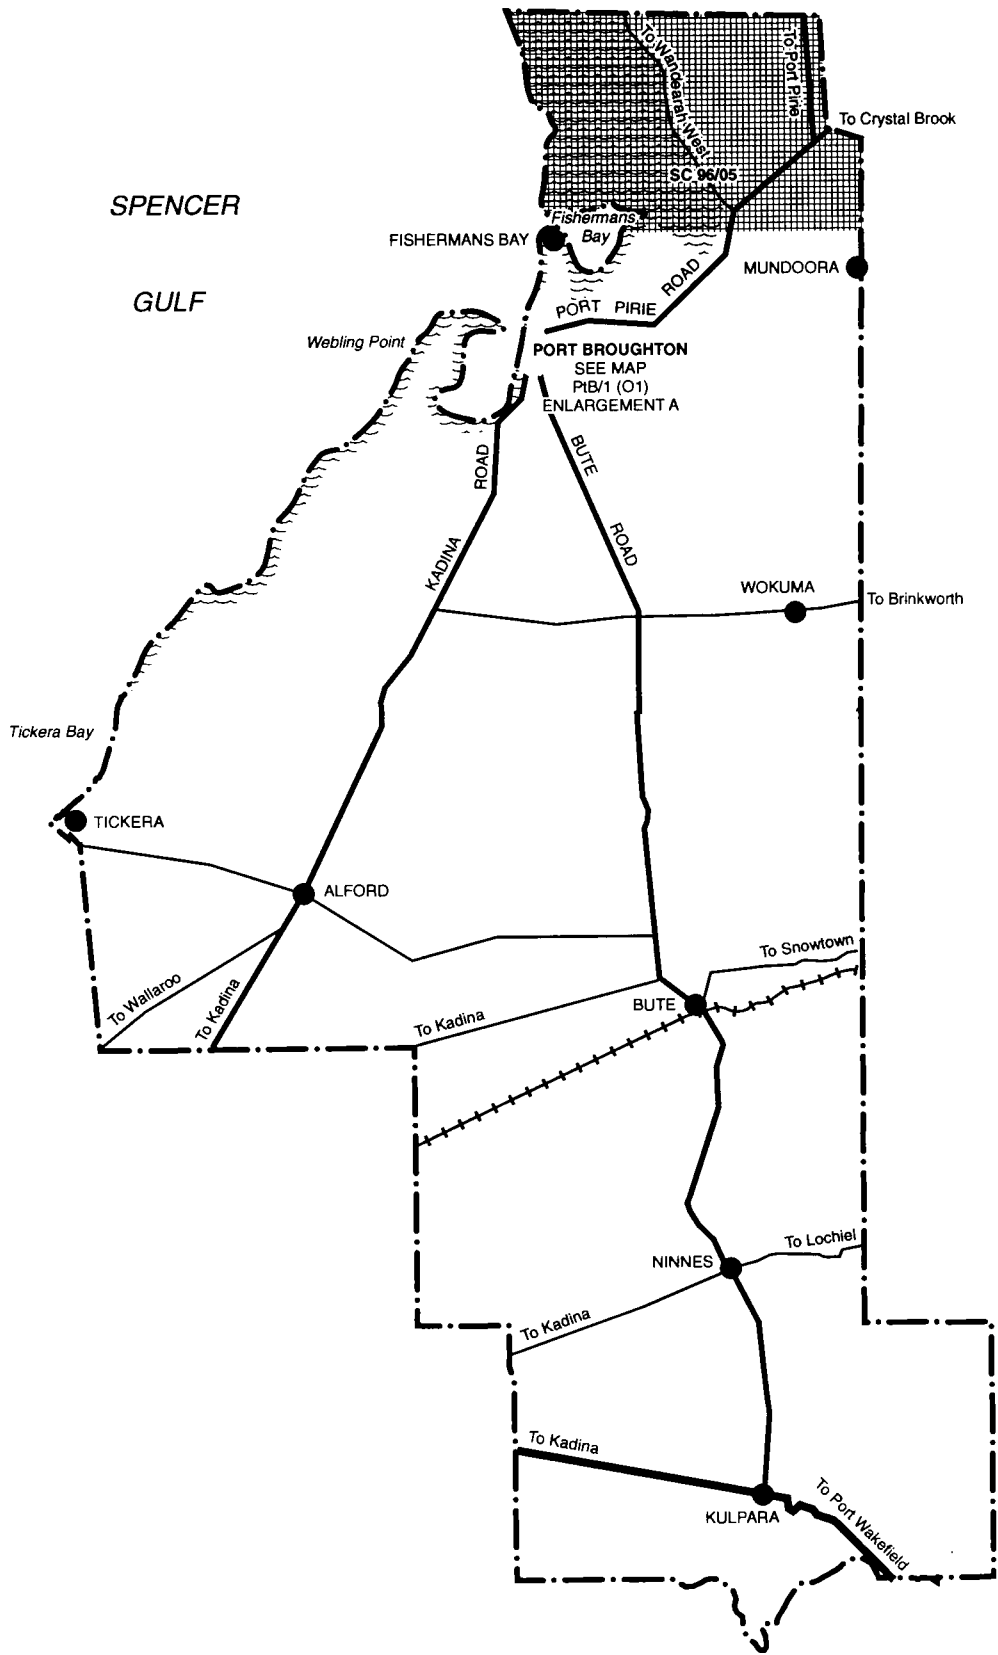 To Wandearah West
To Port Pirie
To Crystal Brook
SC 96/05
SPENCER
GULF
Fishermans
Bay
FISHERMANS BAY
MUNDOORA
PORT PIRIE ROAD
Webling Point
PORT BROUGHTON
SEE MAP
PtB/1 (O1)
ENLARGEMENT A
KADINA ROAD
BUTE ROAD
WOKUMA
To Brinkworth
Tickera Bay
TICKERA
ALFORD
To Wallaroo
To Kadina
To Kadina
To Snowtown
BUTE
NINNES
To Lochiel
To Kadina
To Kadina
KULPARA
To Port Wakefield